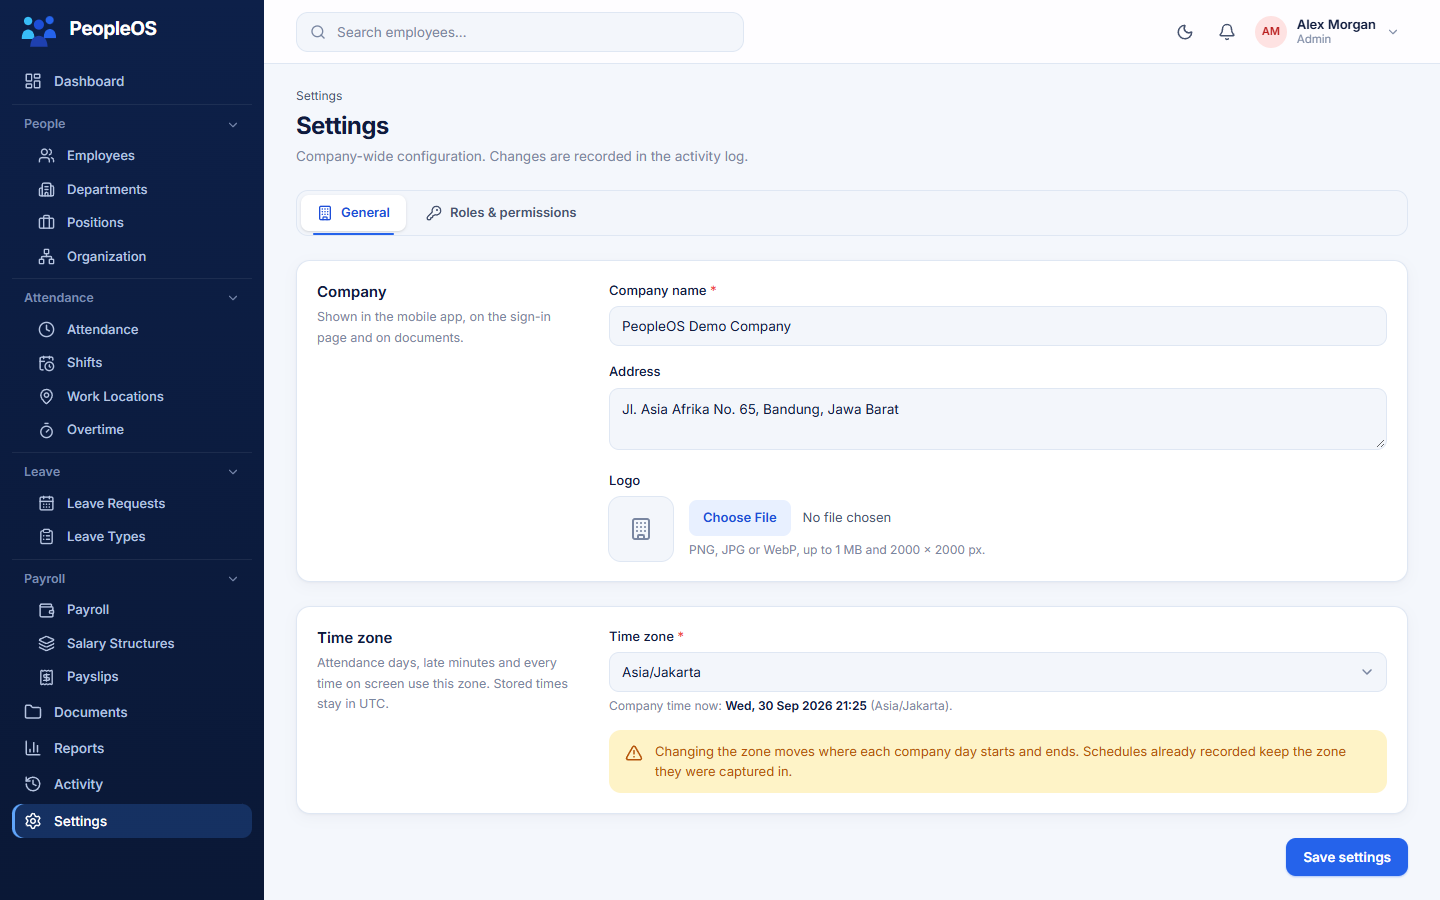 PeopleOS
Dashboard
People
Employees
Departments
Positions
Organization
Attendance
Attendance
Shifts
Work Locations
Overtime
Leave
Leave Requests
Leave Types
Payroll
Payroll
Salary Structures
Payslips
Documents
Reports
Activity
Settings
Search employees...
AM
Alex Morgan
Admin
Settings
Settings
Company-wide configuration. Changes are recorded in the activity log.
General
Roles & permissions
Company
Shown in the mobile app, on the sign-in
page and on documents.
Company name *
PeopleOS Demo Company
Address
Jl. Asia Afrika No. 65, Bandung, Jawa Barat
Logo
Choose File No file chosen
PNG, JPG or WebP, up to 1 MB and 2000 × 2000 px.
Time zone
Attendance days, late minutes and every
time on screen use this zone. Stored times
stay in UTC.
Time zone *
Asia/Jakarta
Company time now: Wed, 30 Sep 2026 21:25 (Asia/Jakarta).
Changing the zone moves where each company day starts and ends. Schedules already recorded keep the zone
they were captured in.
Save settings